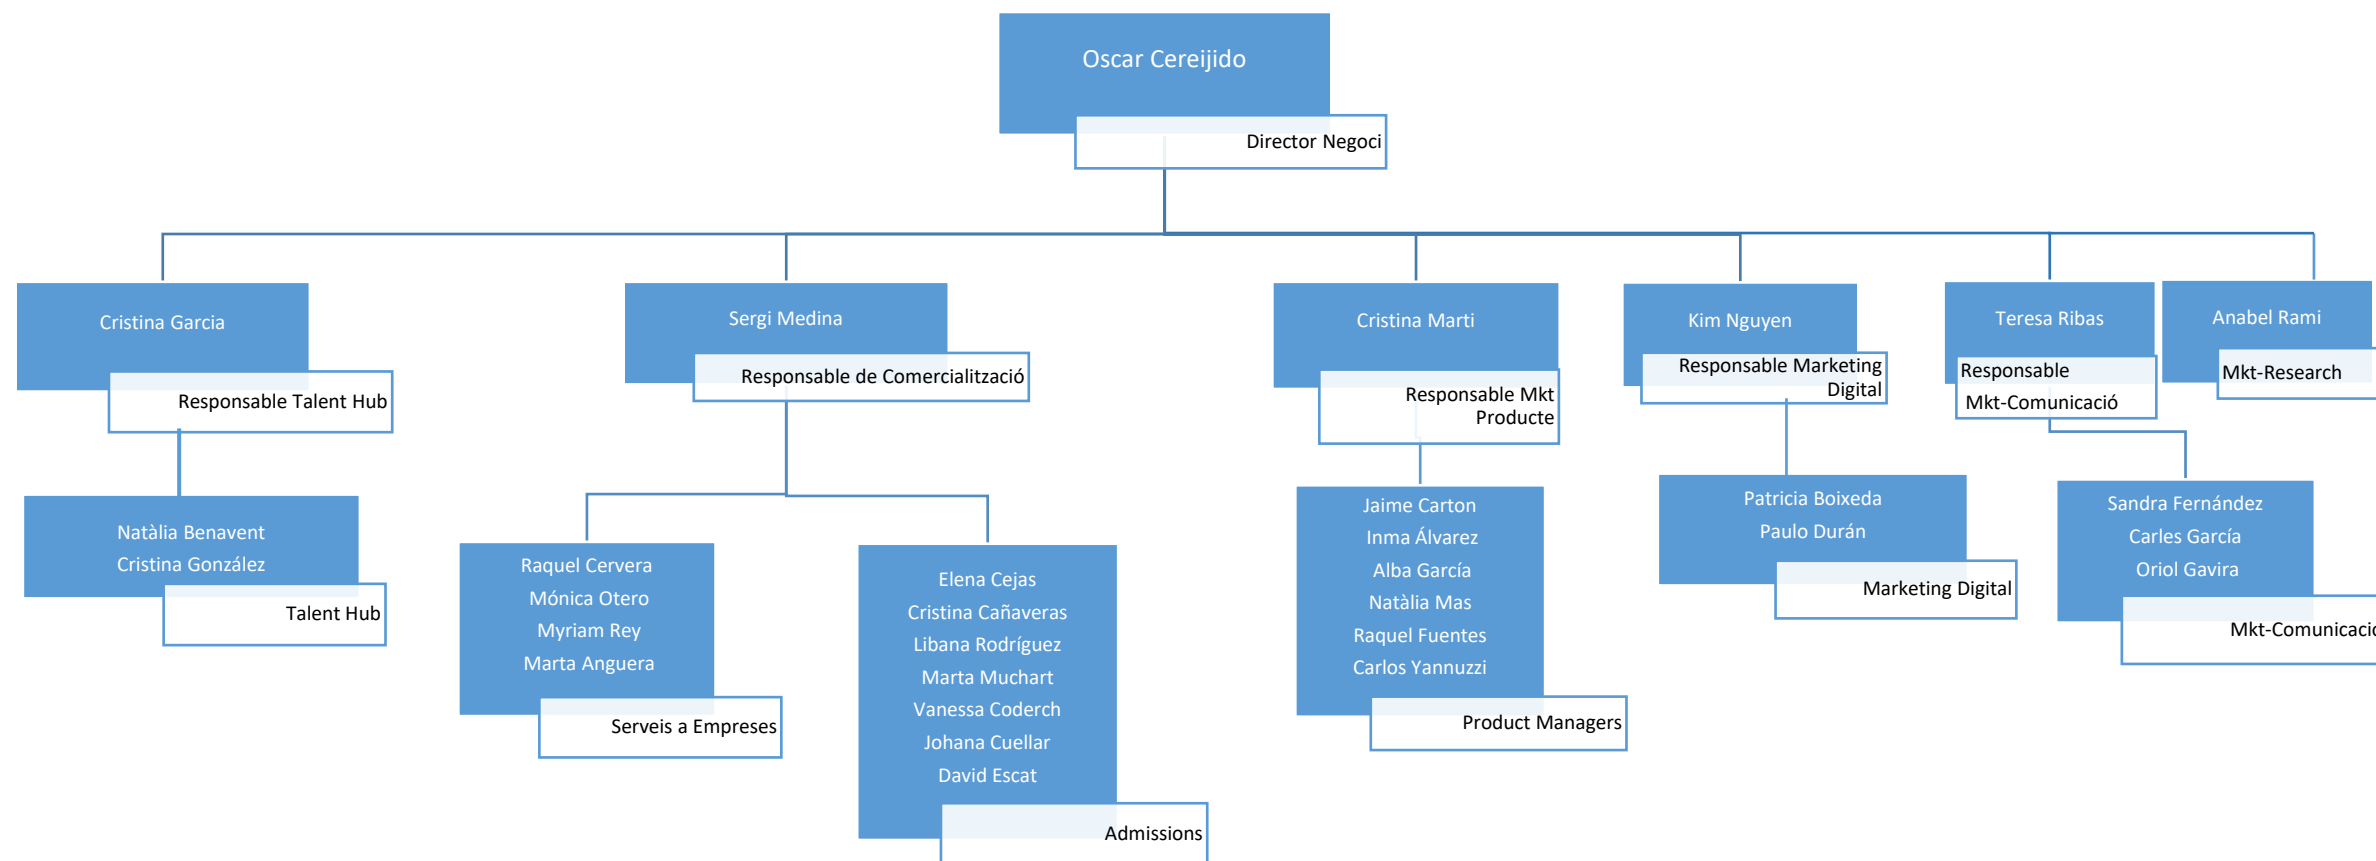 Oscar Cereijido
Director Negoci
Cristina Garcia
Responsable Talent Hub
Sergi Medina
Responsable de Comercialització
Cristina Marti
Responsable Mkt
Producte
Kim Nguyen
Responsable Marketing
Digital
Teresa Ribas
Responsable
Mkt-Comunicació
Anabel Rami
Mkt-Research
Natàlia Benavent
Cristina González
Talent Hub
Raquel Cervera
Mónica Otero
Myriam Rey
Marta Anguera
Serveis a Empreses
Elena Cejas
Cristina Cañaveras
Libana Rodríguez
Marta Muchart
Vanessa Coderch
Johana Cuellar
David Escat
Admissions
Jaime Carton
Inma Álvarez
Alba García
Natàlia Mas
Raquel Fuentes
Carlos Yannuzzi
Product Managers
Patricia Boixeda
Paulo Durán
Marketing Digital
Sandra Fernández
Carles García
Oriol Gavira
Mkt-Comunicació